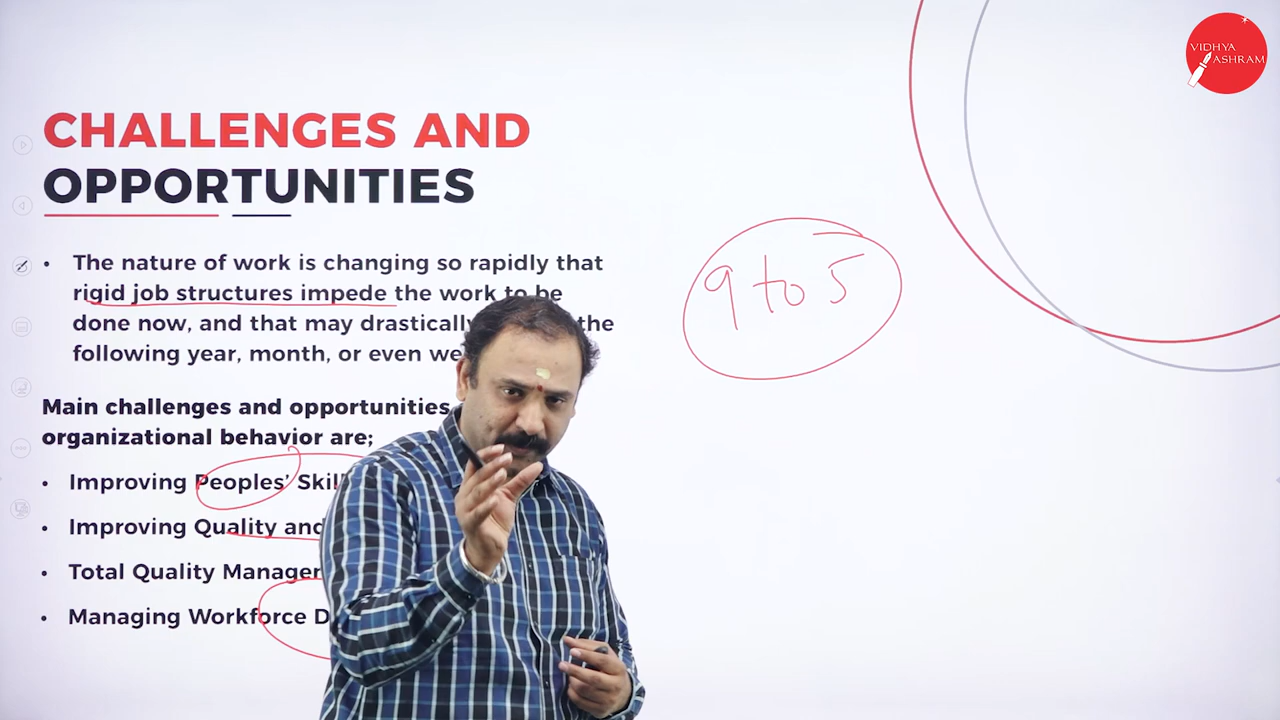 VIDHYA
ASHRAM
CHALLENGES AND
OPPORTUNITIES
• The nature of work is changing so rapidly that
rigid job structures impede the work to be
done now, and that may drastically the
following year, month, or even
Main challenges and opportunities
organizational behavior are;
• Improving Peoples'
• Improving Quality and
• Total Quality
• Managing Workforce
9 to 5